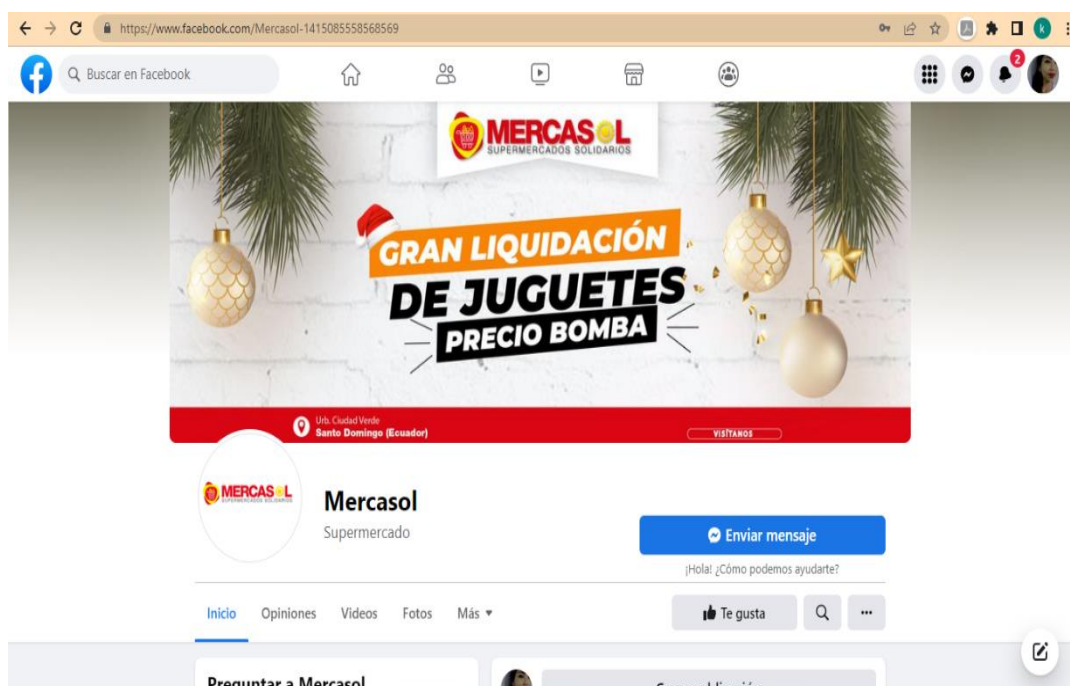 https://www.facebook.com/Mercasol-1415085558568569
k
Buscar en Facebook
2
MERCASOL
SUPERMERCADOS SOLIDARIOS
GRAN LIQUIDACIÓN
DE JUGUETES
PRECIO BOMBA
Urb. Ciudad Verde
Santo Domingo (Ecuador)
VISÍTANOS
MERCASOL
SUPERMERCADOS SOLIDARIOS
Mercasol
Supermercado
Enviar mensaje
¡Hola! ¿Cómo podemos ayudarte?
Inicio Opiniones Videos Fotos Más
Te gusta
Preguntar a Mercasol